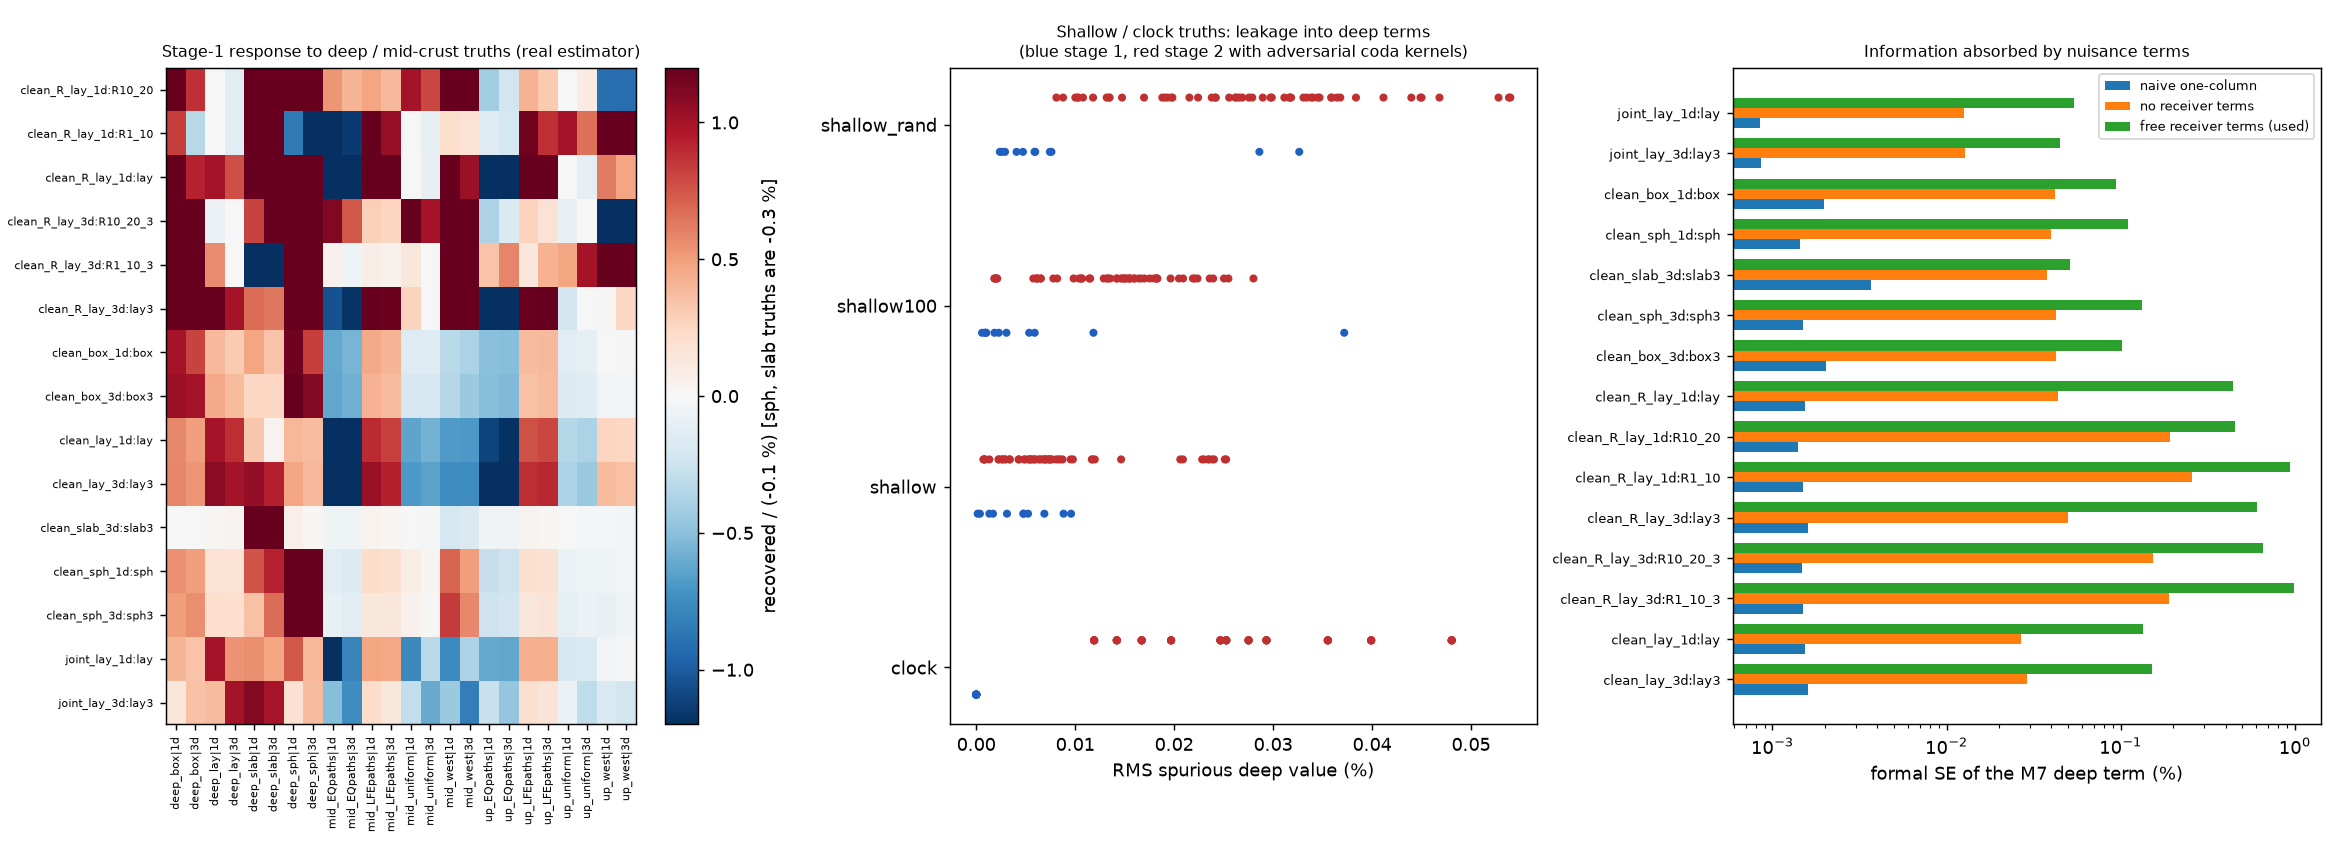 Stage-1 response to deep / mid-crust truths (real estimator)
clean_R_lay_1d:R10_20
clean_R_lay_1d:R1_10
clean_R_lay_1d:lay
clean_R_lay_3d:R10_20_3
clean_R_lay_3d:R1_10_3
clean_R_lay_3d:lay3
clean_box_1d:box
clean_box_3d:box3
clean_lay_1d:lay
clean_lay_3d:lay3
clean_slab_3d:slab3
clean_sph_1d:sph
clean_sph_3d:sph3
joint_lay_1d:lay
joint_lay_3d:lay3
deep_box|1d
deep_box|3d
deep_lay|1d
deep_lay|3d
deep_slab|1d
deep_slab|3d
deep_sph|1d
deep_sph|3d
mid_EQpaths|1d
mid_EQpaths|3d
mid_LFEpaths|1d
mid_LFEpaths|3d
mid_uniform|1d
mid_uniform|3d
mid_west|1d
mid_west|3d
up_EQpaths|1d
up_EQpaths|3d
up_LFEpaths|1d
up_LFEpaths|3d
up_uniform|1d
up_uniform|3d
up_west|1d
up_west|3d
1.0
0.5
0.0
−0.5
−1.0
recovered / (-0.1 %) [sph, slab truths are -0.3 %]
Shallow / clock truths: leakage into deep terms
(blue stage 1, red stage 2 with adversarial coda kernels)
shallow_rand
shallow100
shallow
clock
0.00
0.01
0.02
0.03
0.04
0.05
RMS spurious deep value (%)
Information absorbed by nuisance terms
naive one-column
no receiver terms
free receiver terms (used)
joint_lay_1d:lay
joint_lay_3d:lay3
clean_box_1d:box
clean_sph_1d:sph
clean_slab_3d:slab3
clean_sph_3d:sph3
clean_box_3d:box3
clean_R_lay_1d:lay
clean_R_lay_1d:R10_20
clean_R_lay_1d:R1_10
clean_R_lay_3d:lay3
clean_R_lay_3d:R10_20_3
clean_R_lay_3d:R1_10_3
clean_lay_1d:lay
clean_lay_3d:lay3
10⁻³
10⁻²
10⁻¹
10⁰
formal SE of the M7 deep term (%)